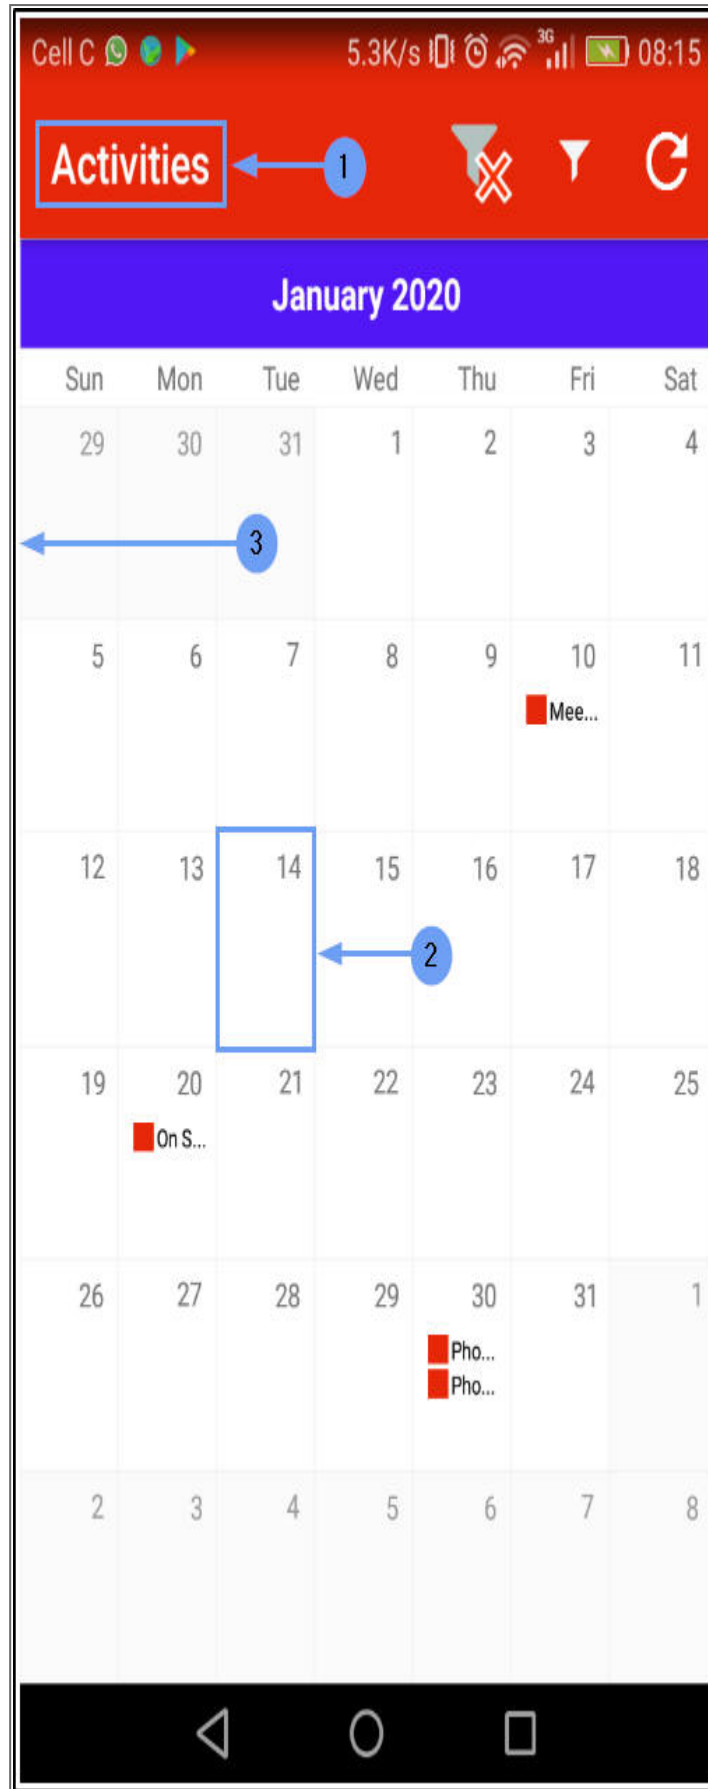 Cell C 5.3K/s 3G 08:15
Activities 1
January 2020
Sun Mon Tue Wed Thu Fri Sat
29 30 31 1 2 3 4
3
5 6 7 8 9 10 11
Mee...
12 13 14 15 16 17 18
2
19 20 21 22 23 24 25
On S...
26 27 28 29 30 31 1
Pho...
Pho...
2 3 4 5 6 7 8